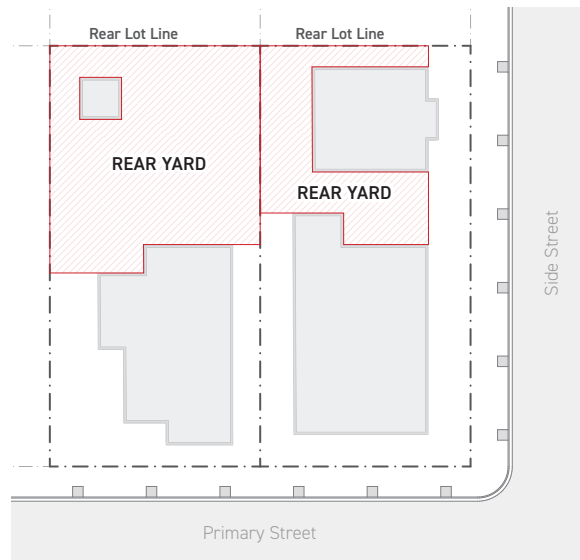 Rear Lot Line
Rear Lot Line
REAR YARD
REAR YARD
Side Street
Primary Street